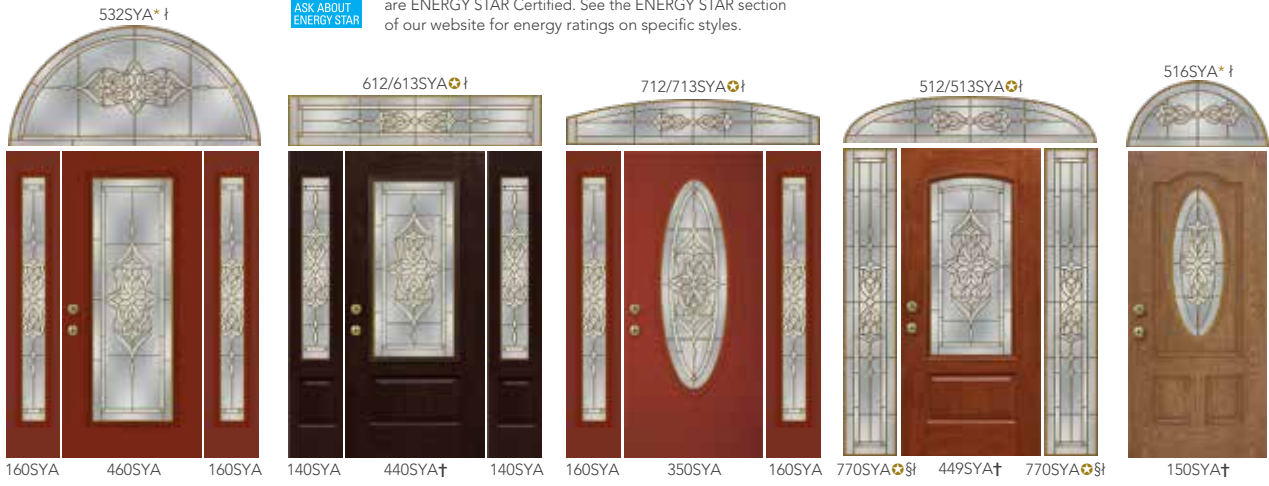 532SYA* ł
ASK ABOUT
ENERGY STAR
are ENERGY STAR Certified. See the ENERGY STAR section
of our website for energy ratings on specific styles.
612/613SYA✪ł
712/713SYA✪ł
512/513SYA✪ł
516SYA* ł
160SYA 460SYA 160SYA
140SYA 440SYA† 140SYA
160SYA 350SYA 160SYA
770SYA✪§ł 449SYA† 770SYA✪§ł
150SYA†